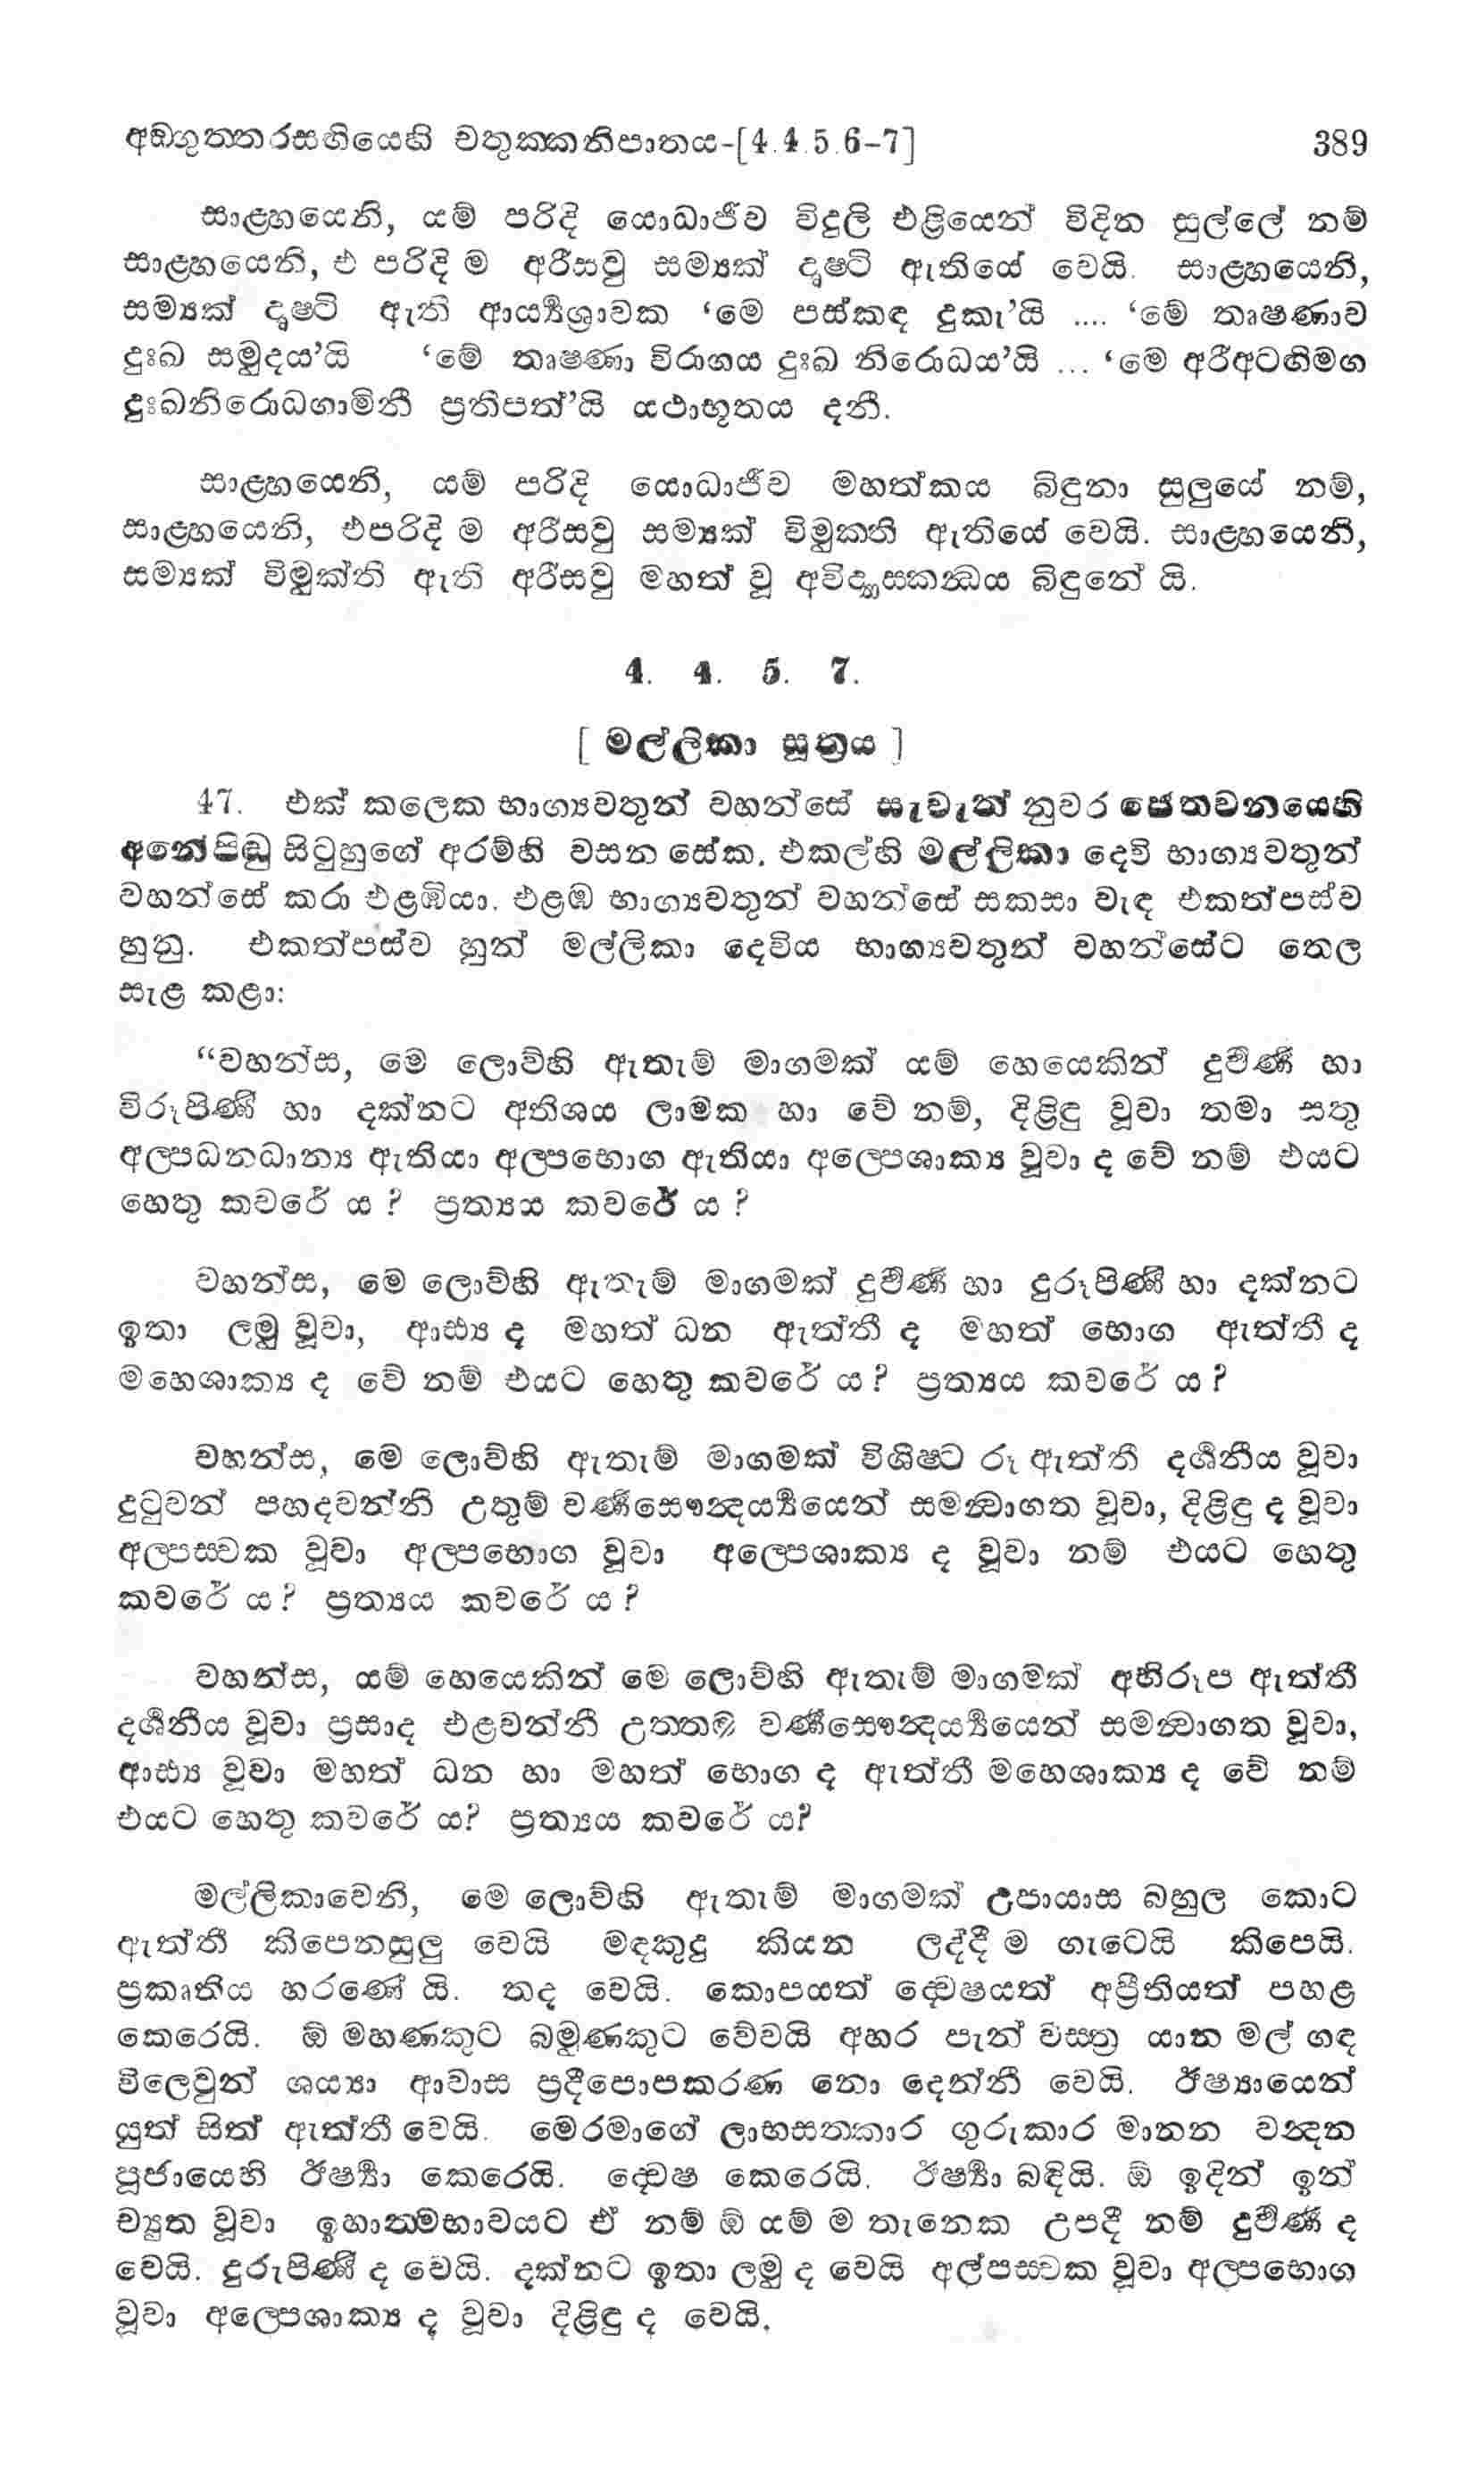 අඞගුත්තරසඟියෙහි චතුක්කනිපාතය-[4.4.5.6-7] 389
සාළ්හයෙනි, යම් පරිදි යොධාජීව විදුලි එළියෙන් විදින සුල්ලේ නම්
සාළ්හයෙනි, එ පරිදි ම අරිසවු සම්‍යක් දෘෂ්ටි ඇතියේ වෙයි. සාළ්හයෙනි,
සම්‍යක් දෘෂ්ටි ඇති ආර්‍ය්‍යශ්‍රාවක ‘මෙ පස්කඳ දුකැ’යි .... ‘මේ තෘෂ්ණාව
දුඃඛ සමුදය’යි ‘මේ තෘෂ්ණා විරාගය දුඃඛ නිරොධය’යි ... ‘මෙ අරිඅටඟිමග
දුඃඛනිරොධගාමිනී ප්‍රතිපත්’යි යථාභූතය දනී.
සාළ්හයෙනි, යම් පරිදි යොධාජීව මහත්කය බිඳුනා සුලුයේ නම්,
සාළ්හයෙනි, එපරිදි ම අරිසවු සම්‍යක් විමුක්ති ඇතියේ වෙයි. සාළ්හයෙනි,
සම්‍යක් විමුක්ති ඇති අරිසවු මහත් වූ අවිද්‍යාස්කන්‍ධය බිඳුනේ යි.
4. 4. 5. 7.
[ මල්ලිකා සූත්‍රය ]
47. එක් කලෙක භාග්‍යවතුන් වහන්සේ සැවැත් නුවර ජේතවනයෙහි
අනේපිඬු සිටුහුගේ අරම්හි වසන සේක. එකල්හි මල්ලිකා දෙවි භාග්‍යවතුන්
වහන්සේ කරා එළඹියා. එළඹ භාග්‍යවතුන් වහන්සේ සකසා වැඳ එකත්පස්ව
හුනු. එකත්පස්ව හුන් මල්ලිකා දෙවිය භාග්‍යවතුන් වහන්සේට තෙල
සැළ කළා:
“වහන්ස, මෙ ලොව්හි ඇතැම් මාගමක් යම් හෙයෙකින් දුර්‍වර්‍ණ හා
විරූපිණී හා දක්නට අතිශය ලාමක හා වේ නම්, දිළිඳු වූවා තමා සතු
අල්පධනධාන්‍ය ඇතියා අල්පභොග ඇතියා අල්පෙශාක්‍ය වූවා ද වේ නම් එයට
හෙතු කවරේ ය? ප්‍රත්‍යය කවරේ ය?
වහන්ස, මෙ ලොව්හි ඇතැම් මාගමක් දුර්‍වර්‍ණ හා දුරූපිණී හා දක්නට
ඉතා ලමු වූවා, ආඪ්‍ය ද මහත් ධන ඇත්තී ද මහත් භොග ඇත්තී ද
මහෙශාක්‍ය ද වේ නම් එයට හෙතු කවරේ ය? ප්‍රත්‍යය කවරේ ය?
වහන්ස, මෙ ලොව්හි ඇතැම් මාගමක් විශිෂ්ට රූ ඇත්තී දර්‍ශනීය වූවා
දුටුවන් පහදවන්නී උතුම් වර්‍ණසෞන්‍දර්‍ය්‍යයෙන් සමන්‍වාගත වූවා, දිළිඳු ද වූවා
අල්පස්වක වූවා අල්පභොග වූවා අල්පෙශාක්‍ය ද වූවා නම් එයට හෙතු
කවරේ ය? ප්‍රත්‍යය කවරේ ය?
වහන්ස, යම් හෙයෙකින් මෙ ලොව්හි ඇතැම් මාගමක් අභිරූප ඇත්තී
දර්‍ශනීය වූවා ප්‍රසාද එළවන්නී උත්තම වර්‍ණසෞන්‍දර්‍ය්‍යයෙන් සමන්‍වාගත වූවා,
ආඪ්‍ය වූවා මහත් ධන හා මහත් භොග ද ඇත්තී මහෙශාක්‍ය ද වේ නම්
එයට හෙතු කවරේ ය? ප්‍රත්‍යය කවරේ ය?
මල්ලිකාවෙනි, මෙ ලොව්හි ඇතැම් මාගමක් උපායාස බහුල කොට
ඇත්තී කිපෙනසුලු වෙයි මඳකුදු කියන ලද්දී ම ගැටෙයි කිපෙයි.
ප්‍රකෘතිය හරණේ යි. තද වෙයි. කොපයත් ද්වෙෂයත් අප්‍රීතියත් පහළ
කෙරෙයි. ඕ මහණකුට බමුණකුට වේවයි අහර පැන් වස්ත්‍ර යාන මල් ගඳ
විලෙවුන් ශය්‍යා ආවාස ප්‍රදීපොපකරණ නො දෙන්නී වෙයි. ඊෂ්‍යායෙන්
යුත් සිත් ඇත්තී වෙයි. මෙරමාගේ ලාභසත්කාර ගුරුකාර මානන වන්‍දන
පූජායෙහි ඊර්‍ෂ්‍යා කෙරෙයි. ද්වෙෂ කෙරෙයි. ඊර්‍ෂ්‍යා බඳියි. ඕ ඉදින් ඉන්
ච්‍යුත වූවා ඉහාත්මභාවයට ඒ නම් ඕ යම් ම තැනෙක උපදී නම් දුර්‍වර්‍ණ ද
වෙයි. දුරූපිණී ද වෙයි. දක්නට ඉතා ලමු ද වෙයි අල්පස්වක වූවා අල්පභොග
වූවා අල්පෙශාක්‍ය ද වූවා දිළිඳු ද වෙයි.